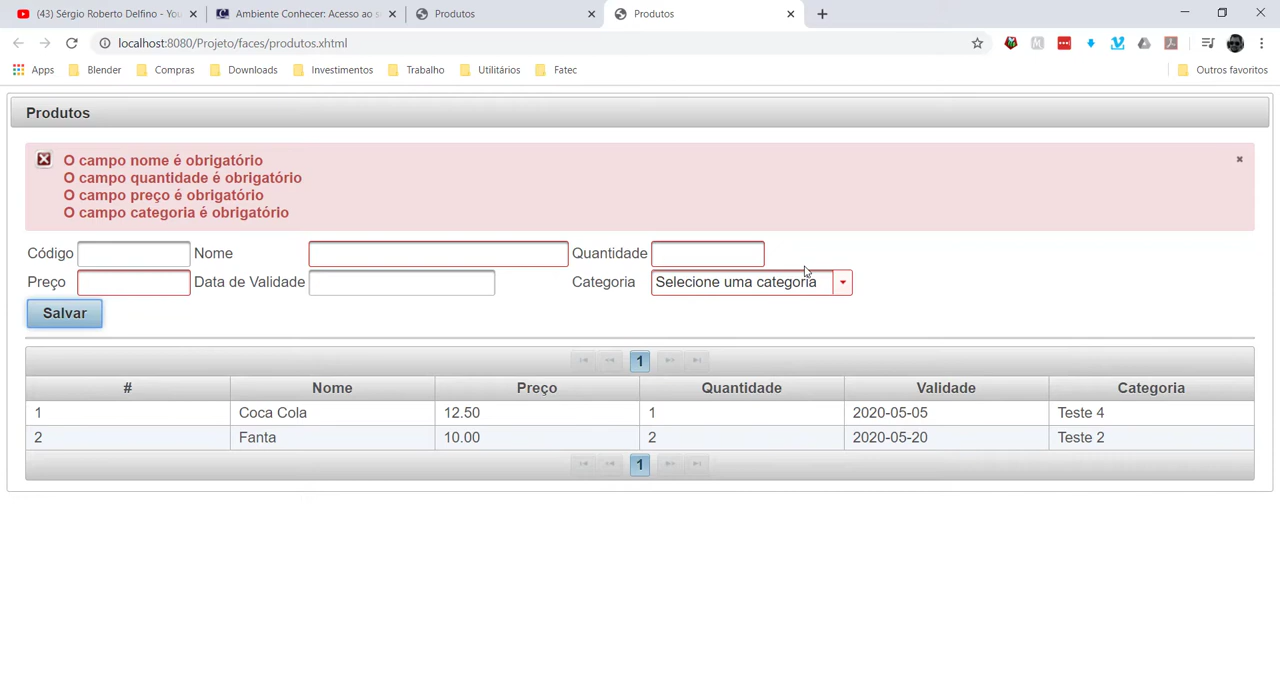 (43) Sérgio Roberto Delfino - You
Ambiente Conhecer: Acesso ao s
Produtos
Produtos
localhost:8080/Projeto/faces/produtos.xhtml
Apps Blender Compras Downloads Investimentos Trabalho Utilitários Fatec Outros favoritos
Produtos
O campo nome é obrigatório
O campo quantidade é obrigatório
O campo preço é obrigatório
O campo categoria é obrigatório
Código Nome Quantidade
Preço Data de Validade Categoria Selecione uma categoria
Salvar
1
# Nome Preço Quantidade Validade Categoria
1 Coca Cola 12.50 1 2020-05-05 Teste 4
2 Fanta 10.00 2 2020-05-20 Teste 2
1